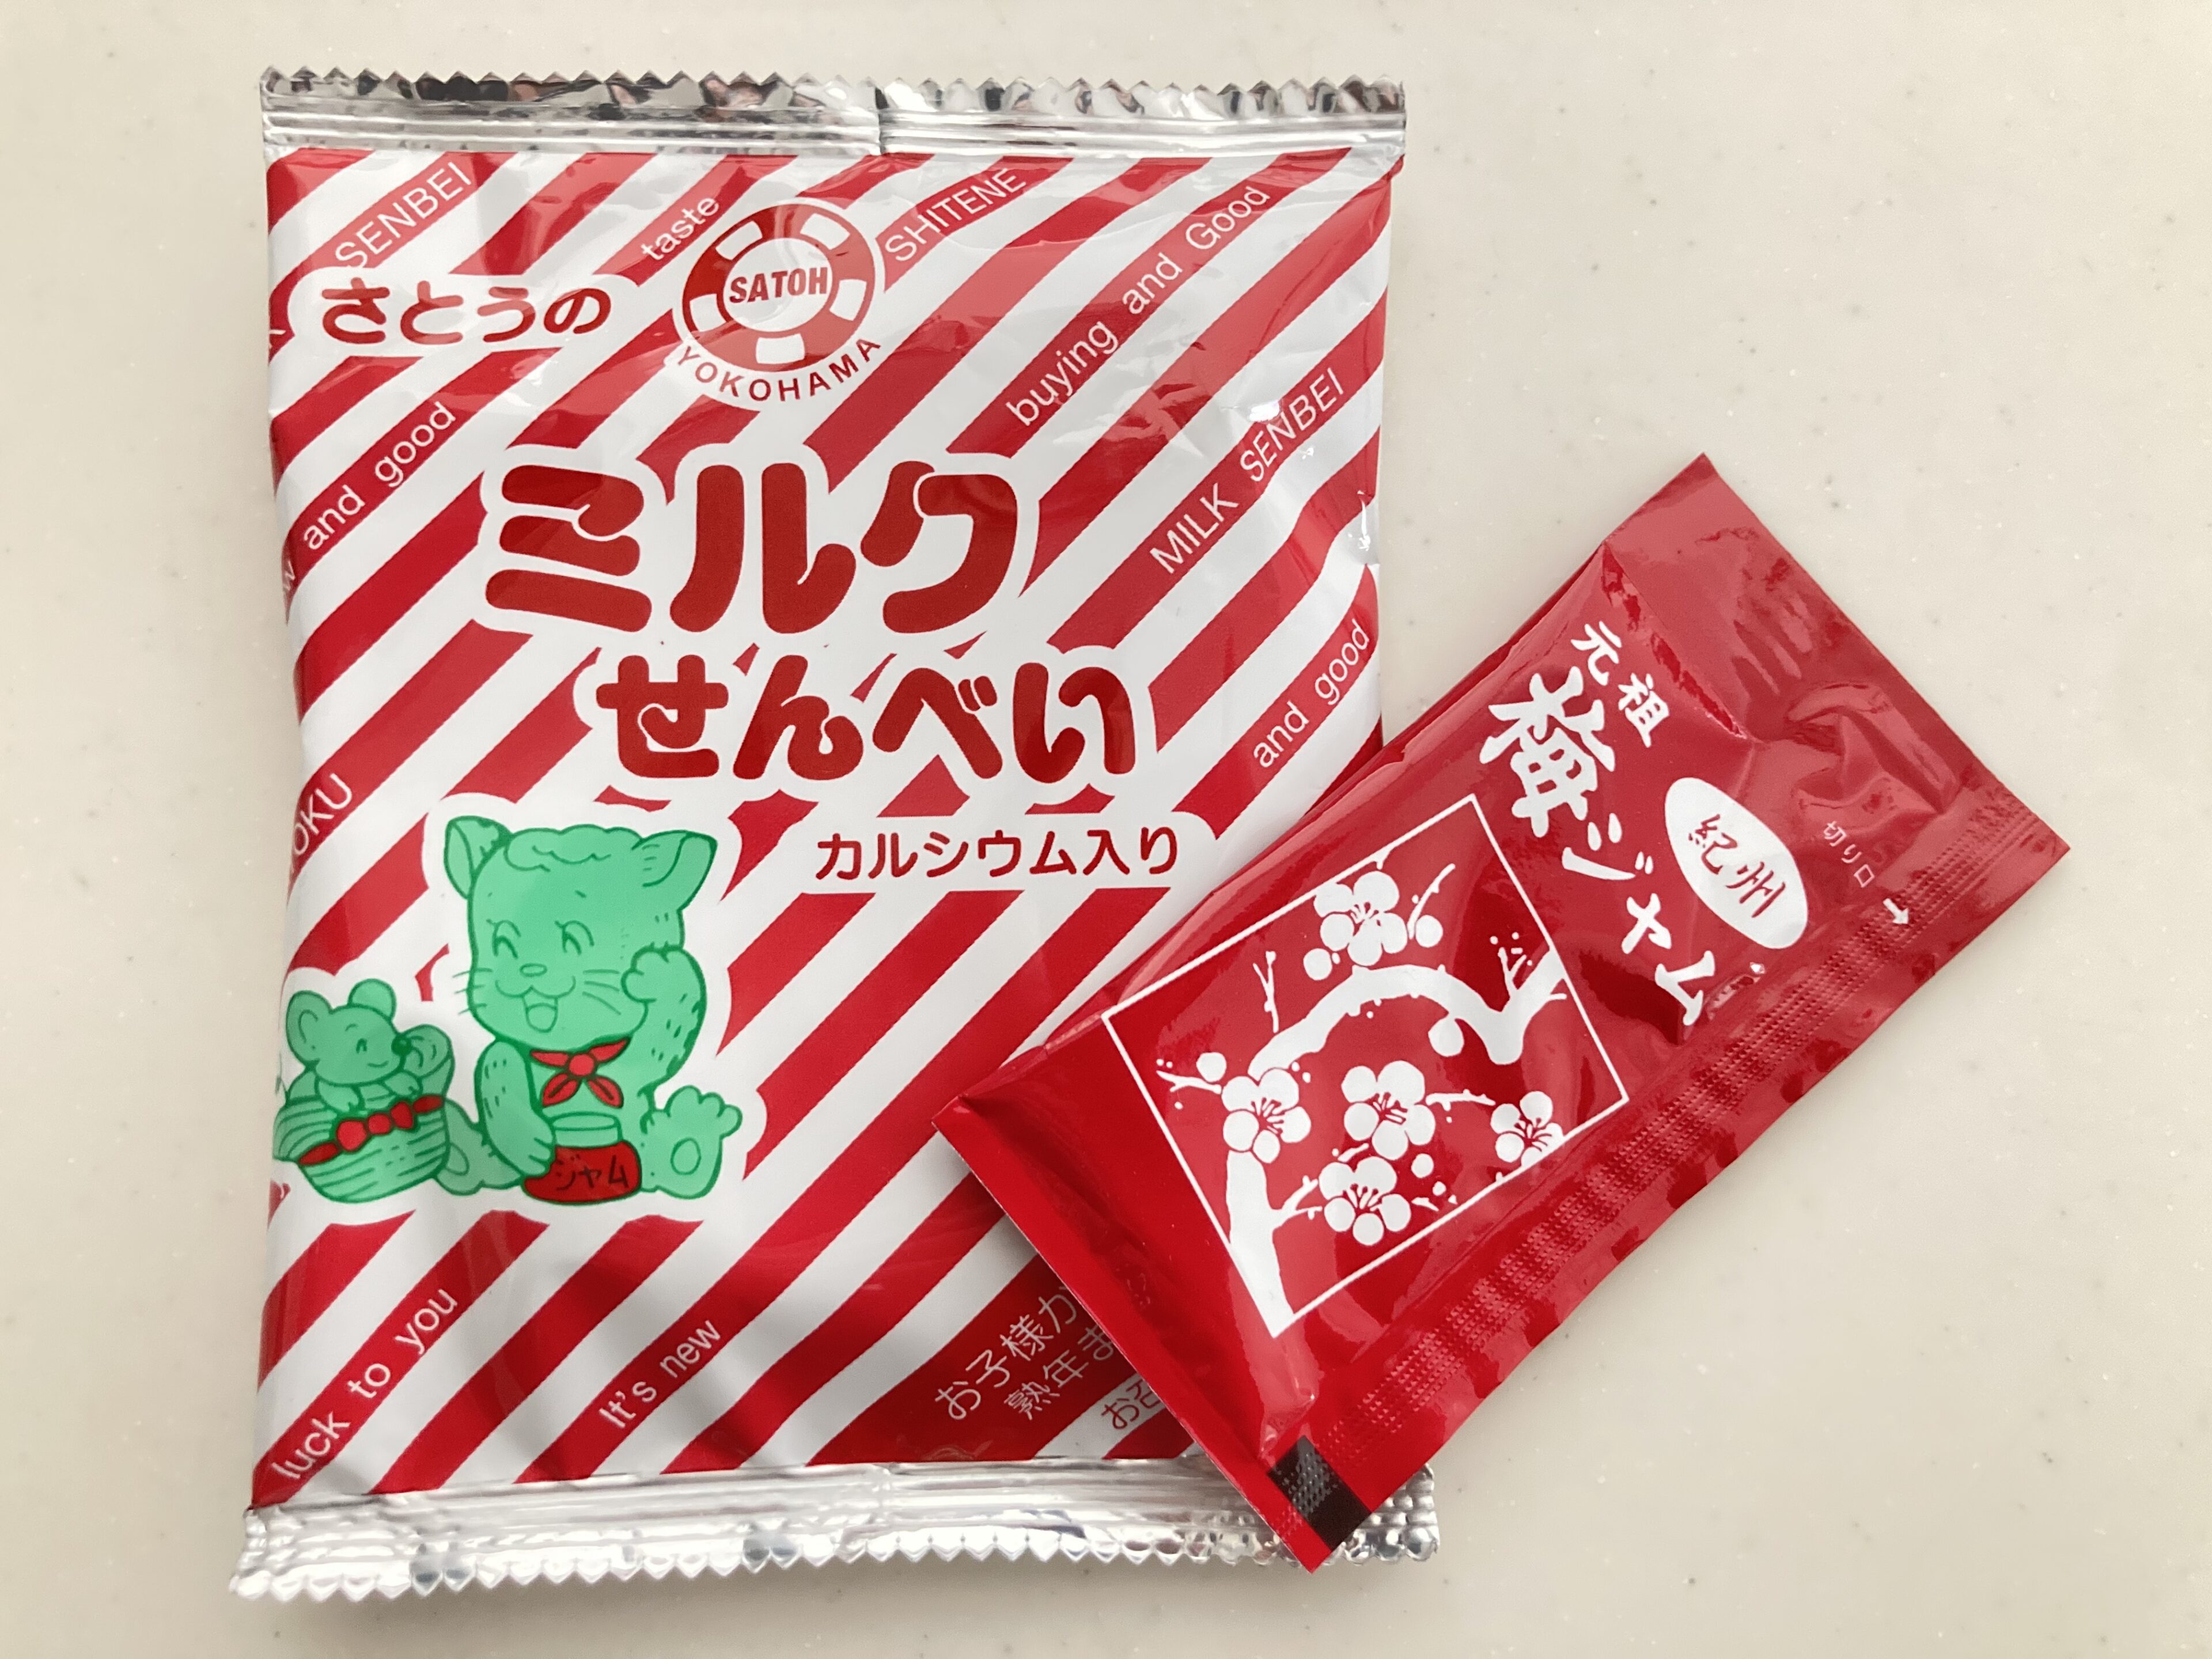 SENBEI
taste
SATOH
YOKOHAMA
SHITENE
buying and Good
さとうの
and good
MILK SENBEI
ミルク
せんべい
and good
カルシウム入り
ジャム
luck to you
It's new
お子様か
熟年ま
元祖
梅ジャム
紀州
切り口